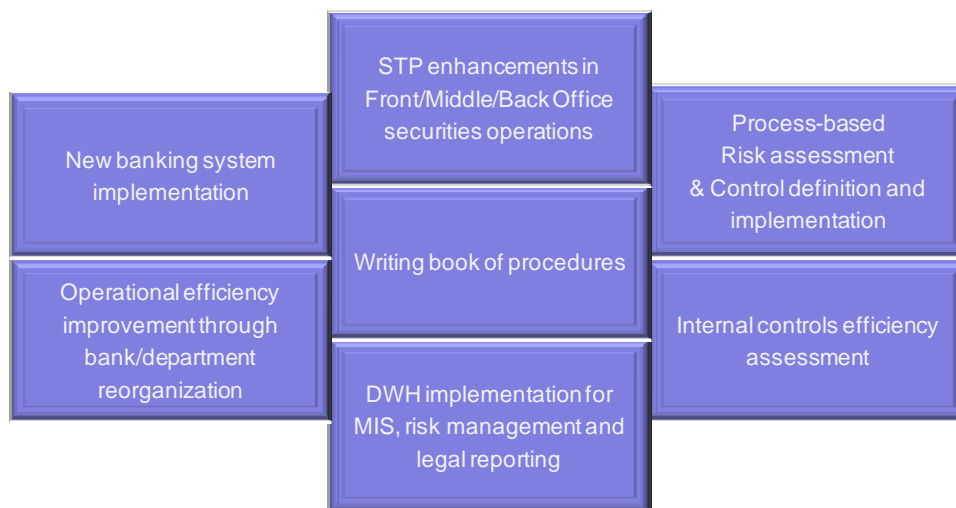 New banking system
implementation
Operational efficiency
improvement through
bank/department
reorganization
STP enhancements in
Front/Middle/Back Office
securities operations
Writing book of procedures
DWH implementation for
MIS, risk management and
legal reporting
Process-based
Risk assessment
& Control definition and
implementation
Internal controls efficiency
assessment